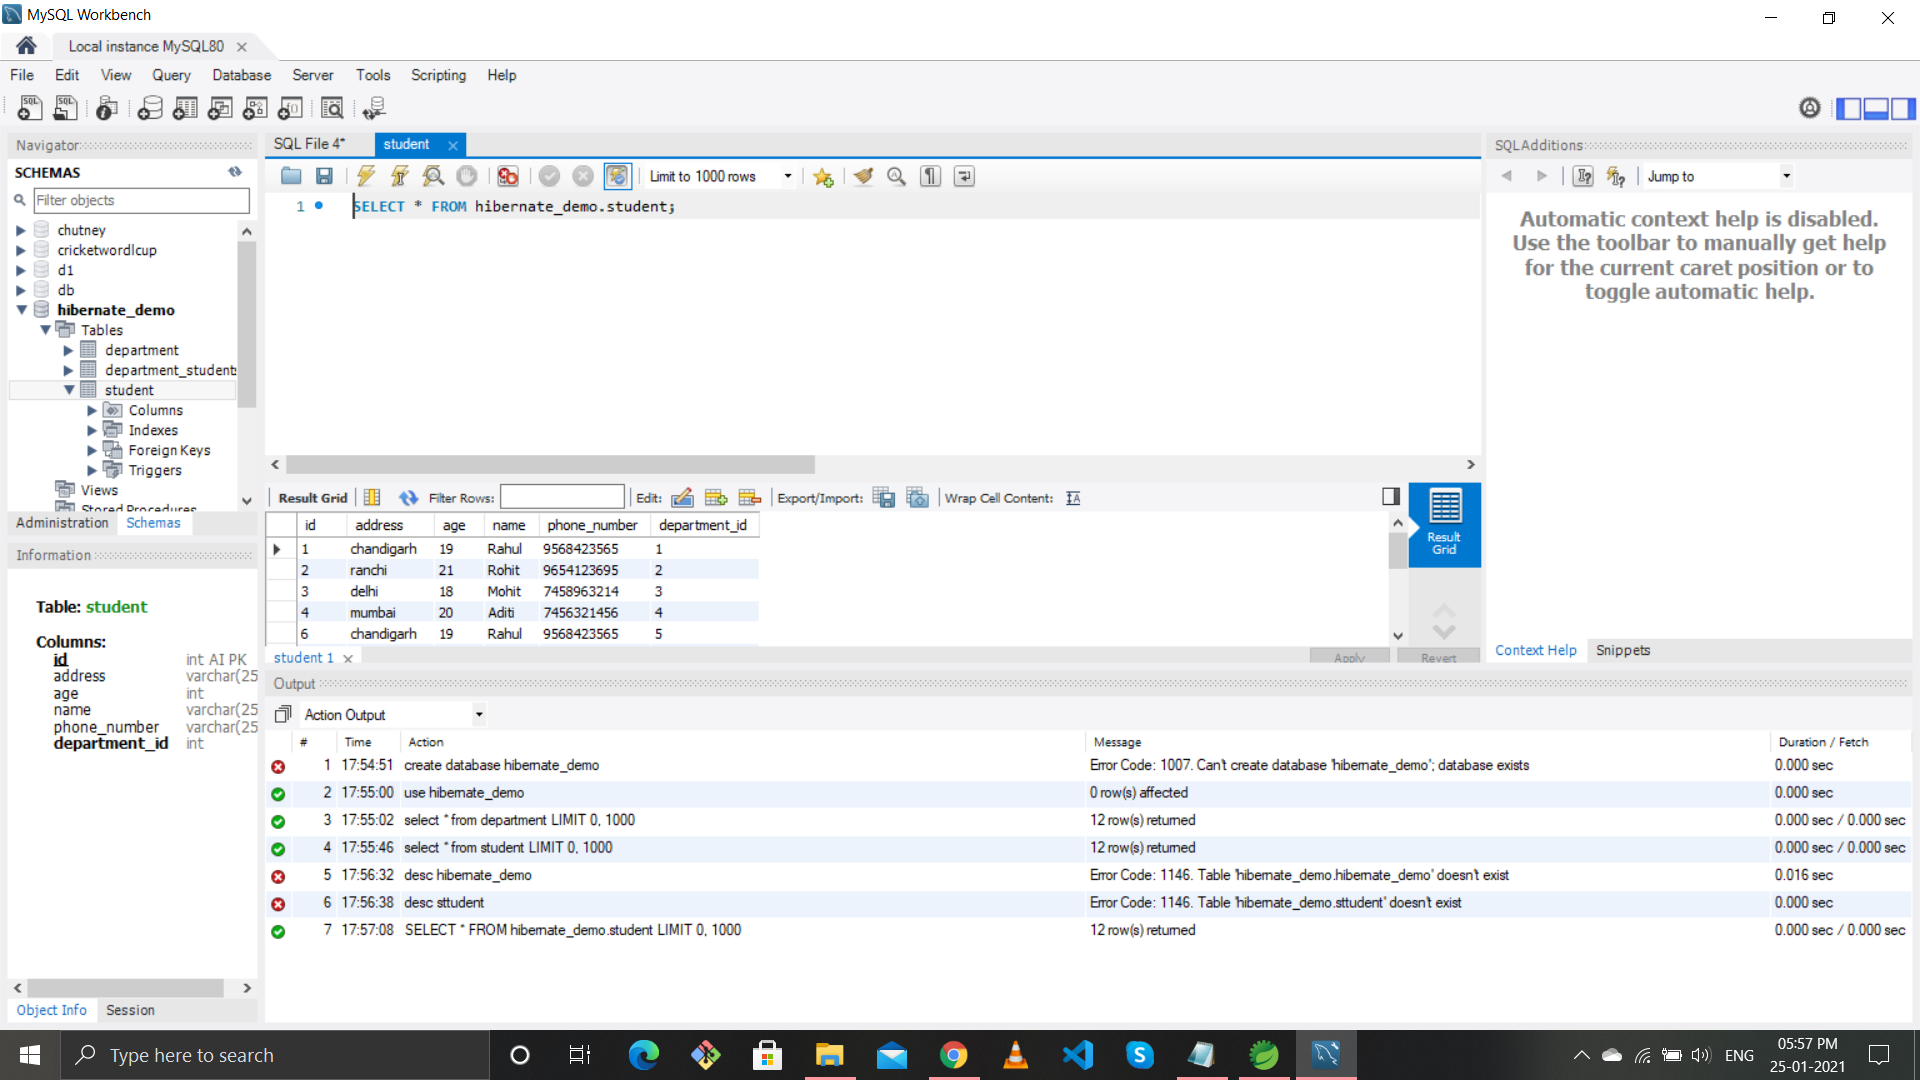 MySQL Workbench
Local instance MySQL80
File Edit View Query Database Server Tools Scripting Help
Navigator
SCHEMAS
Filter objects
chutney
cricketwordlcup
d1
db
hibernate_demo
Tables
department
department_students
student
Columns
Indexes
Foreign Keys
Triggers
Views
Stored Procedures
Administration Schemas
Information
Table: student
Columns:
id int AI PK
address varchar(25
age int
name varchar(25
phone_number varchar(25
department_id int
Object Info Session
SQL File 4* student
Limit to 1000 rows
1 SELECT * FROM hibernate_demo.student;
Result Grid Filter Rows: Edit: Export/Import: Wrap Cell Content:
id address age name phone_number department_id
1 chandigarh 19 Rahul 9568423565 1
2 ranchi 21 Rohit 9654123695 2
3 delhi 18 Mohit 7458963214 3
4 mumbai 20 Aditi 7456321456 4
6 chandigarh 19 Rahul 9568423565 5
Result
Grid
student 1 Apply Revert
SQLAdditions
Jump to
Automatic context help is disabled.
Use the toolbar to manually get help
for the current caret position or to
toggle automatic help.
Context Help Snippets
Output
Action Output
# Time Action Message Duration / Fetch
1 17:54:51 create database hibernate_demo Error Code: 1007. Can't create database 'hibernate_demo'; database exists 0.000 sec
2 17:55:00 use hibernate_demo 0 row(s) affected 0.000 sec
3 17:55:02 select * from department LIMIT 0, 1000 12 row(s) returned 0.000 sec / 0.000 sec
4 17:55:46 select * from student LIMIT 0, 1000 12 row(s) returned 0.000 sec / 0.000 sec
5 17:56:32 desc hibernate_demo Error Code: 1146. Table 'hibernate_demo.hibernate_demo' doesn't exist 0.016 sec
6 17:56:38 desc sttudent Error Code: 1146. Table 'hibernate_demo.sttudent' doesn't exist 0.000 sec
7 17:57:08 SELECT * FROM hibernate_demo.student LIMIT 0, 1000 12 row(s) returned 0.000 sec / 0.000 sec
Type here to search
ENG
05:57 PM
25-01-2021